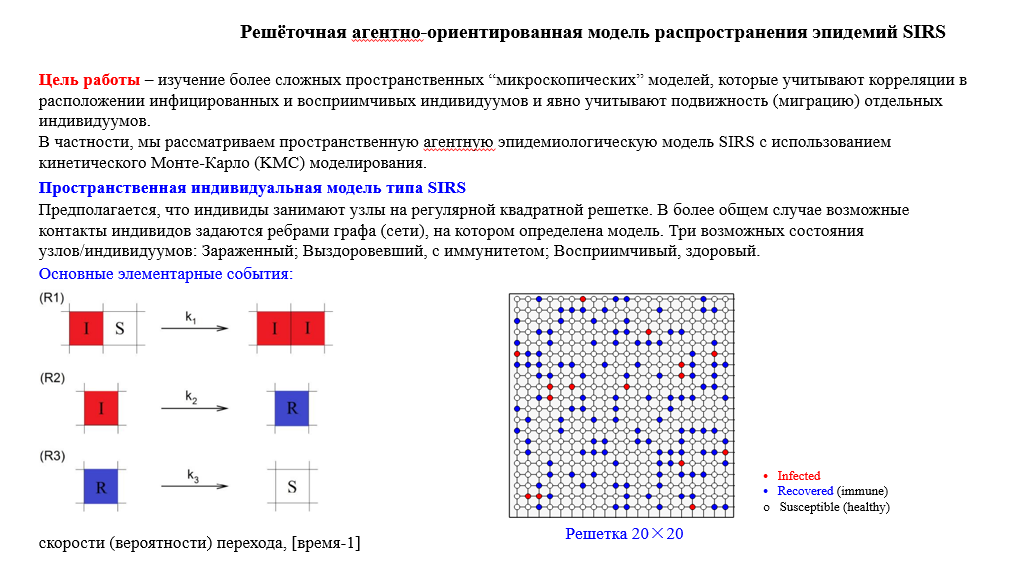 Решёточная агентно-ориентированная модель распространения эпидемий SIRS
Цель работы – изучение более сложных пространственных “микроскопических” моделей, которые учитывают корреляции в
расположении инфицированных и восприимчивых индивидуумов и явно учитывают подвижность (миграцию) отдельных
индивидуумов.
В частности, мы рассматриваем пространственную агентную эпидемиологическую модель SIRS с использованием
кинетического Монте-Карло (KMC) моделирования.
Пространственная индивидуальная модель типа SIRS
Предполагается, что индивиды занимают узлы на регулярной квадратной решетке. В более общем случае возможные
контакты индивидов задаются ребрами графа (сети), на котором определена модель. Три возможных состояния
узлов/индивидуумов: Зараженный; Выздоровевший, с иммунитетом; Восприимчивый, здоровый.
Основные элементарные события:
(R1)
I S k₁ I I
(R2)
I k₂ R
(R3)
R k₃ S
скорости (вероятности) перехода, [время-1]
• Infected
• Recovered (immune)
o Susceptible (healthy)
Решетка 20×20